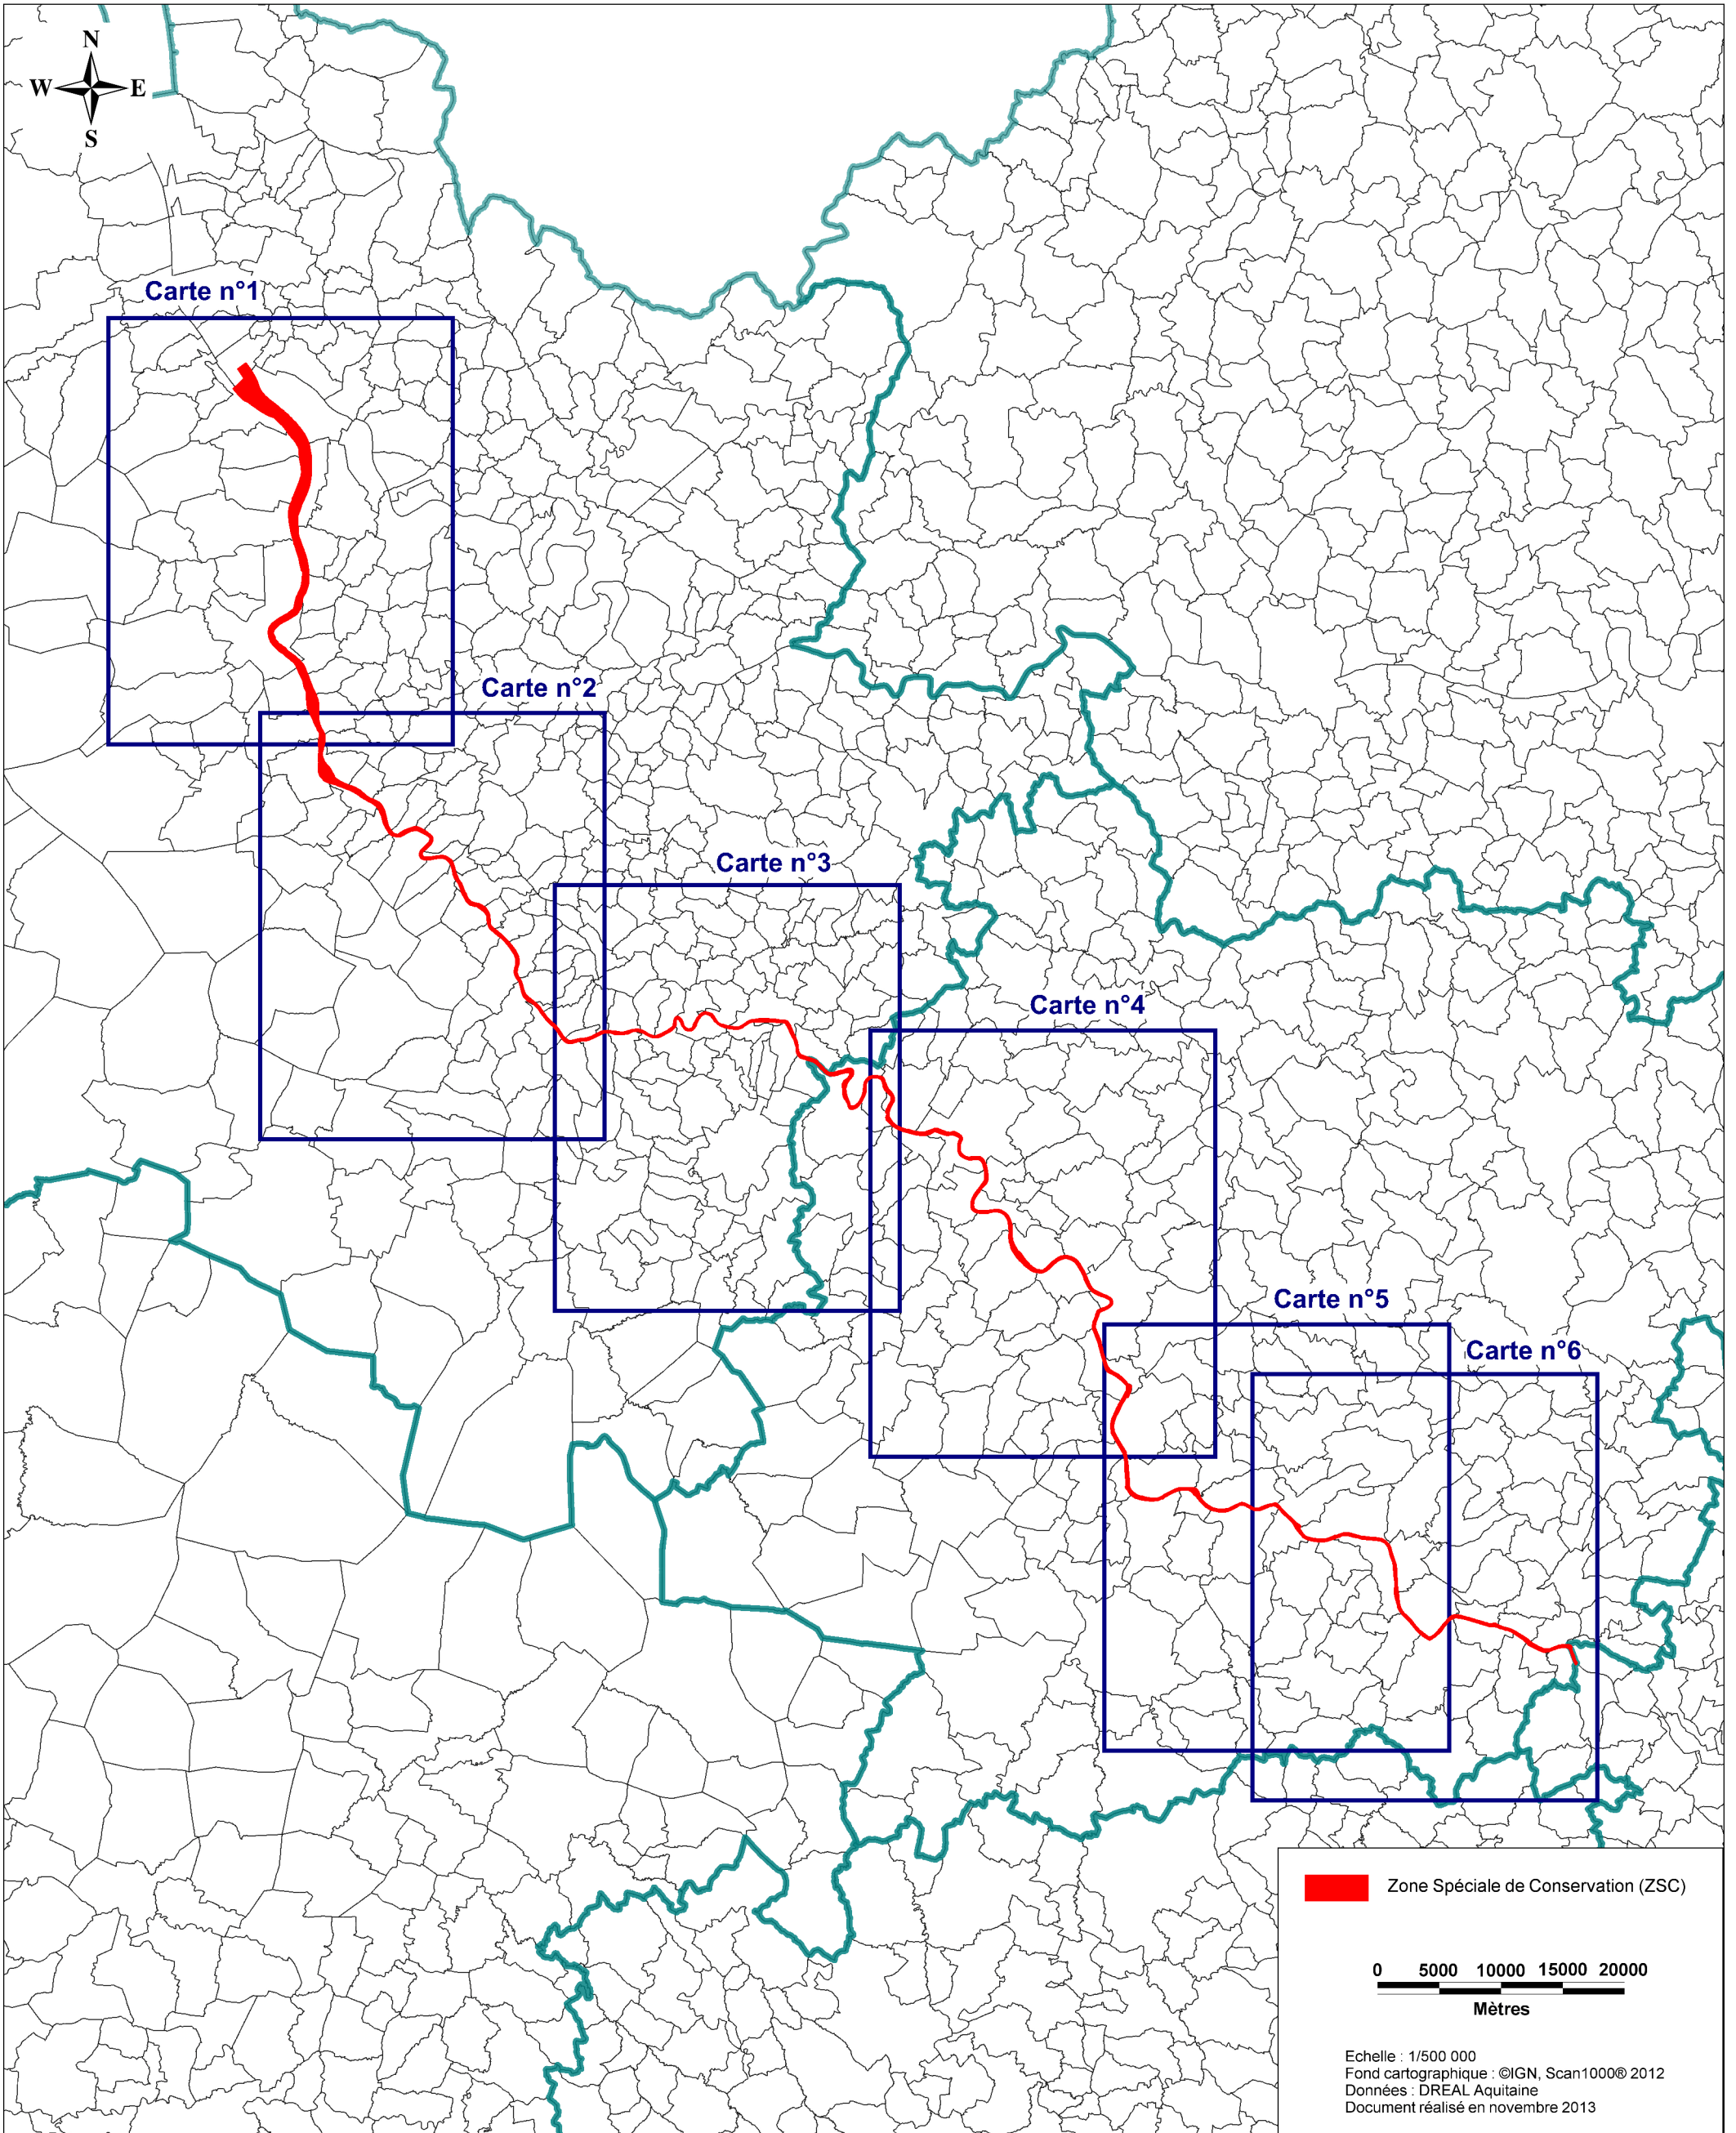 N
W E
S
Carte n°1
Carte n°2
Carte n°3
Carte n°4
Carte n°5
Carte n°6
Zone Spéciale de Conservation (ZSC)
0 5000 10000 15000 20000
Mètres
Echelle : 1/500 000
Fond cartographique : ©IGN, Scan1000® 2012
Données : DREAL Aquitaine
Document réalisé en novembre 2013